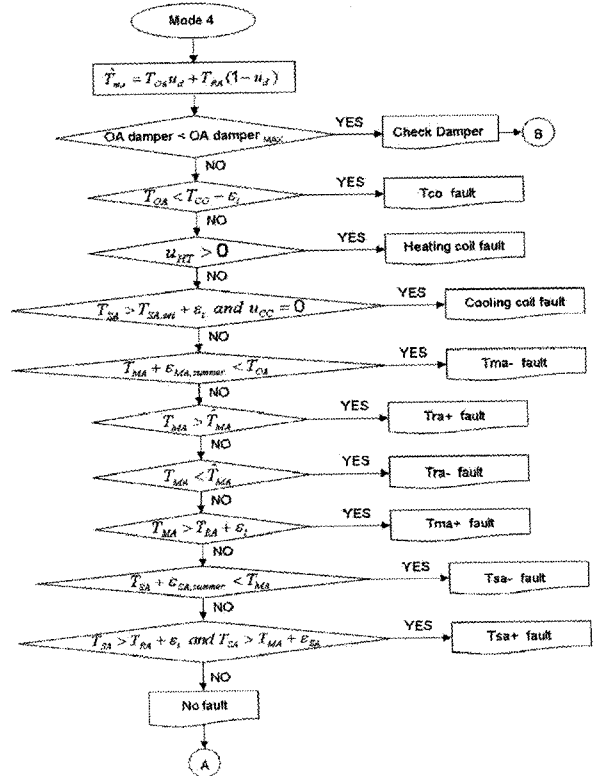 Mode 4
T̂ma = TOA ud + TRA (1 − ud)
OA damper < OA damper MAX
YES
Check Damper
B
NO
TOA < TCO − εt
YES
Tco fault
NO
uHT > 0
YES
Heating coil fault
NO
TSA > TSA,set + εt and uCC = 0
YES
Cooling coil fault
NO
TMA + εMA,summer < TOA
YES
Tma- fault
NO
TMA > T̂MA
YES
Tra+ fault
NO
TMA < T̂MA
YES
Tra- fault
NO
TMA > TRA + εt
YES
Tma+ fault
NO
TSA + εSA,summer < TMA
YES
Tsa- fault
NO
TSA > TRA + εt and TSA > TMA + εSA
YES
Tsa+ fault
NO
No fault
A